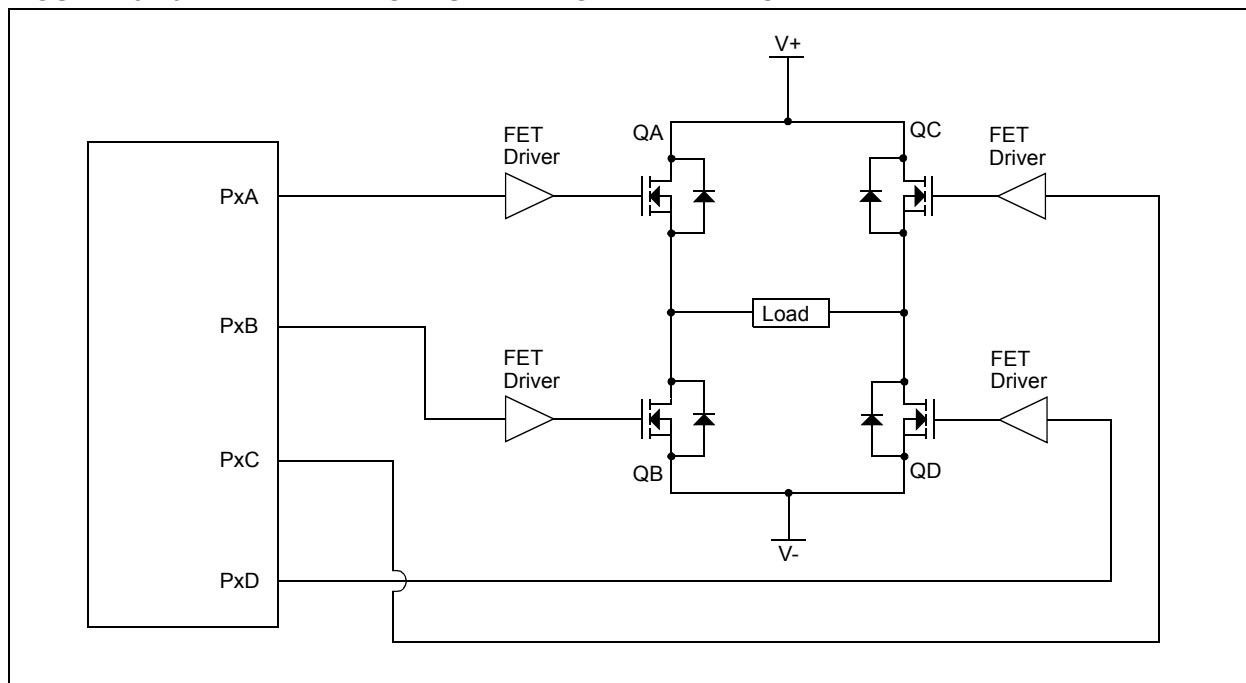 V+
FET
Driver
QA
QC
FET
Driver
PxA
PxB
Load
FET
Driver
FET
Driver
PxC
QB
QD
V-
PxD